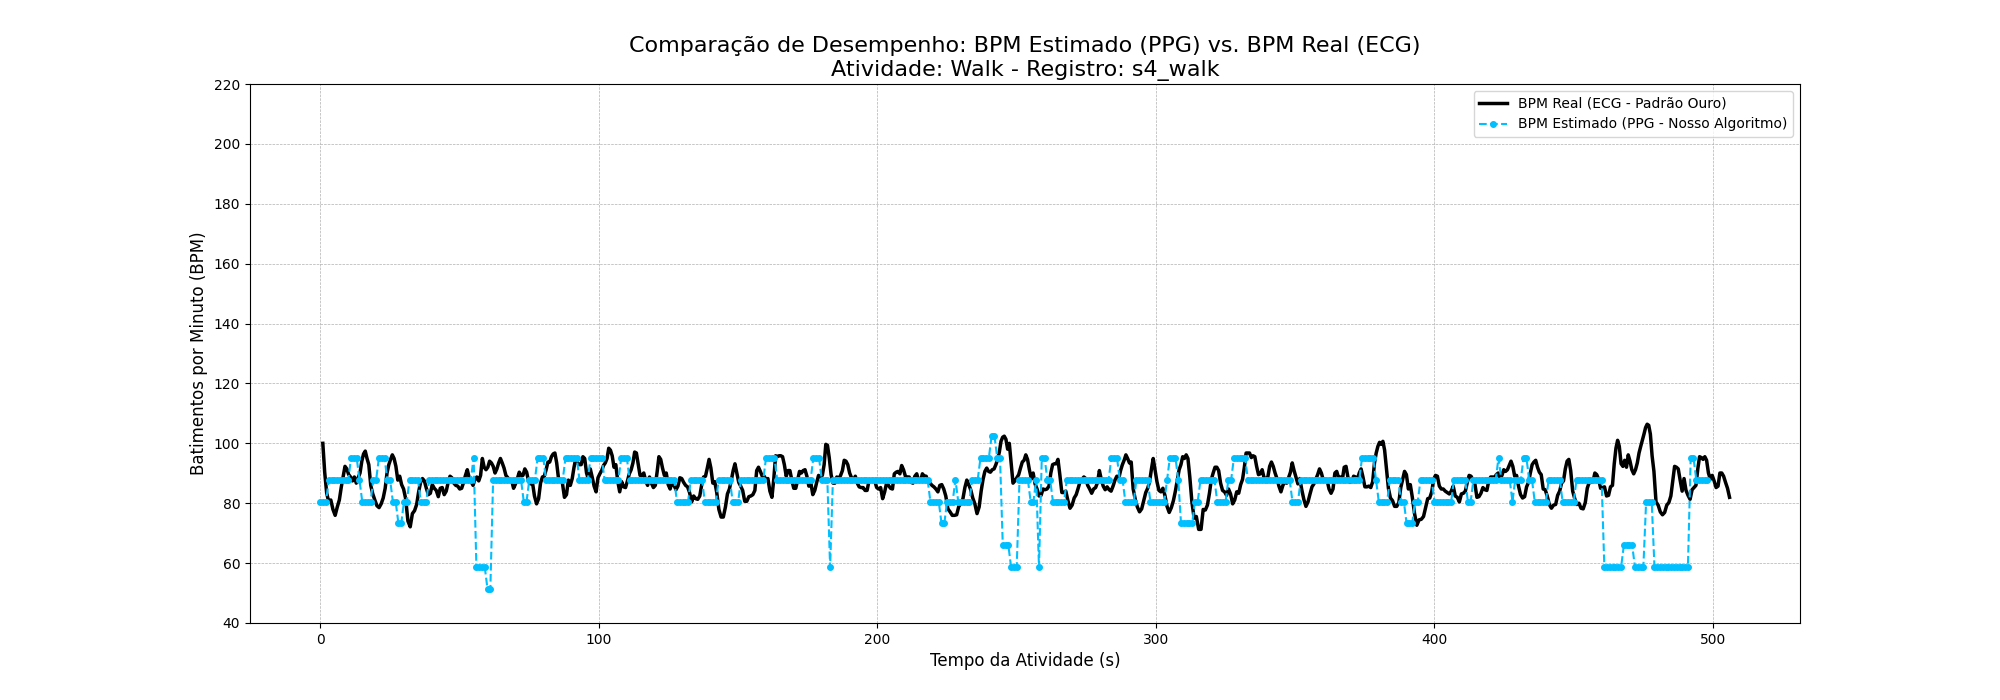 Comparação de Desempenho: BPM Estimado (PPG) vs. BPM Real (ECG)
Atividade: Walk - Registro: s4_walk
BPM Real (ECG - Padrão Ouro)
BPM Estimado (PPG - Nosso Algoritmo)
Batimentos por Minuto (BPM)
220
200
180
160
140
120
100
80
60
40
0 100 200 300 400 500
Tempo da Atividade (s)